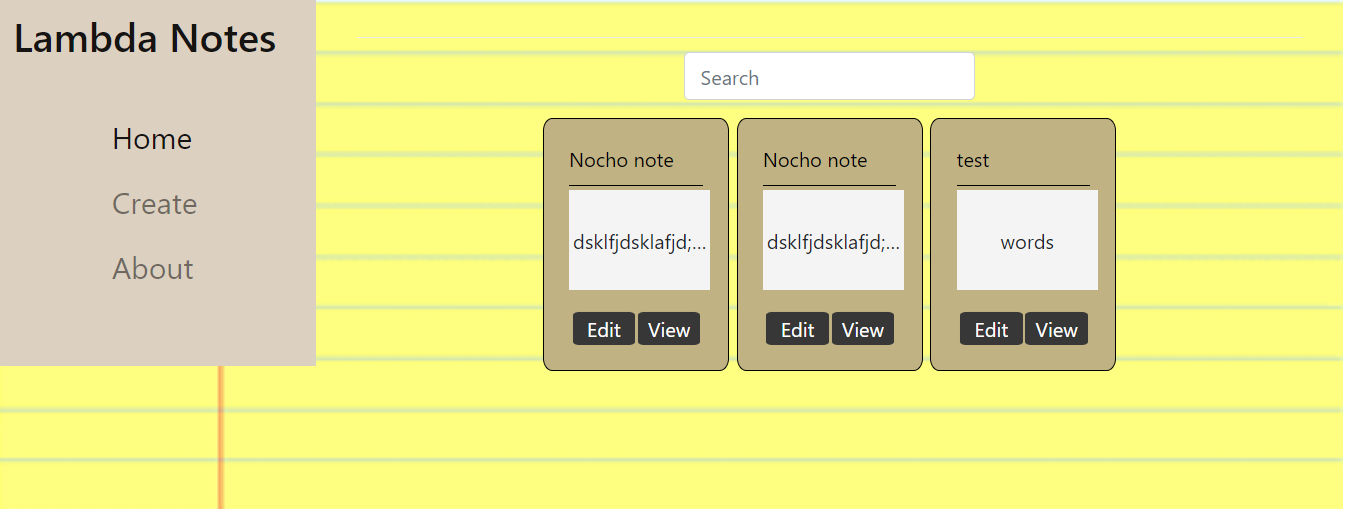 Lambda Notes
Home
Create
About
Search
Nocho note
dsklfjdsklafjd;...
Edit View
Nocho note
dsklfjdsklafjd;...
Edit View
test
words
Edit View